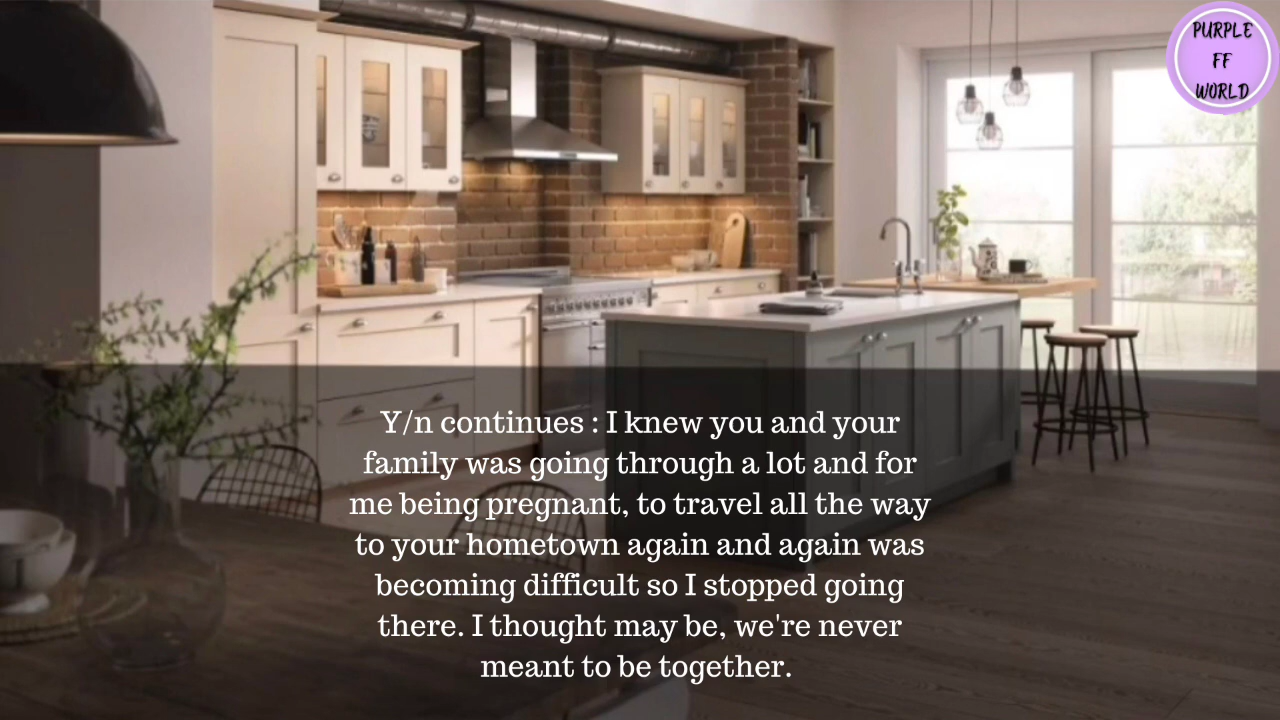 PURPLE
FF
WORLD
Y/n continues : I knew you and your
family was going through a lot and for
me being pregnant, to travel all the way
to your hometown again and again was
becoming difficult so I stopped going
there. I thought may be, we're never
meant to be together.